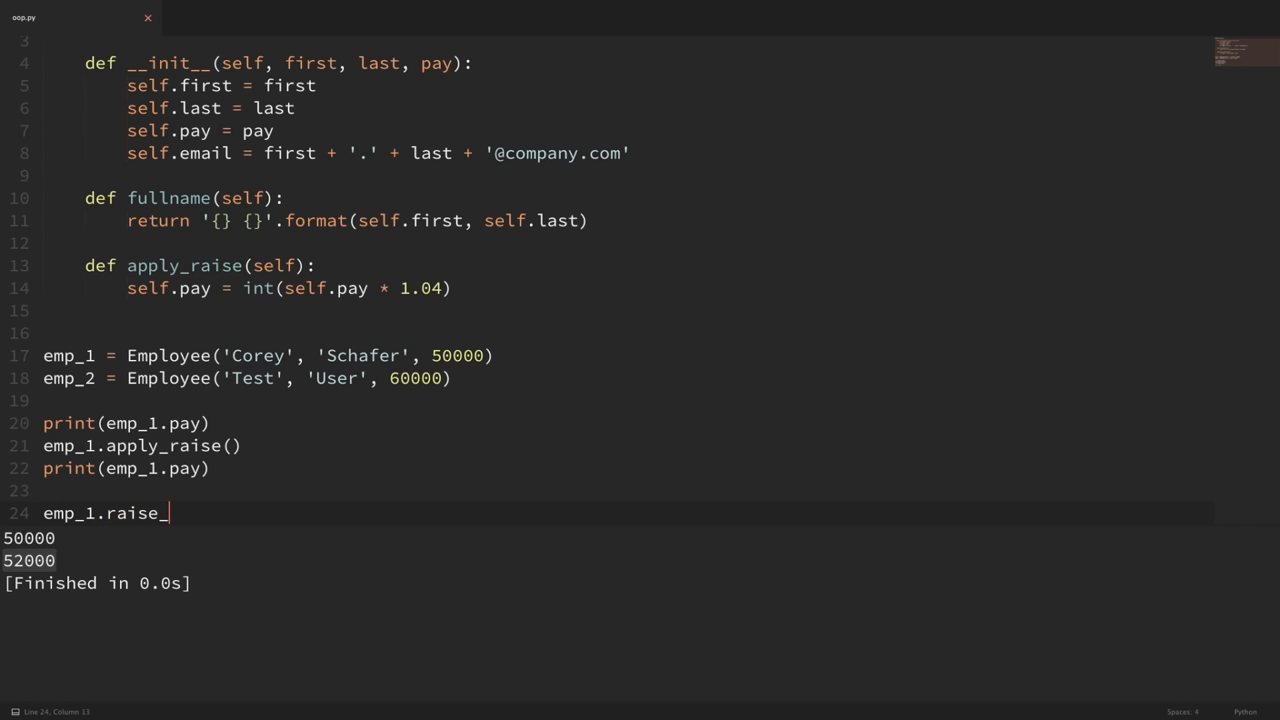 oop.py ×
3
4 def __init__(self, first, last, pay):
5 self.first = first
6 self.last = last
7 self.pay = pay
8 self.email = first + '.' + last + '@company.com'
9
10 def fullname(self):
11 return '{} {}'.format(self.first, self.last)
12
13 def apply_raise(self):
14 self.pay = int(self.pay * 1.04)
15
16
17 emp_1 = Employee('Corey', 'Schafer', 50000)
18 emp_2 = Employee('Test', 'User', 60000)
19
20 print(emp_1.pay)
21 emp_1.apply_raise()
22 print(emp_1.pay)
23
24 emp_1.raise_
50000
52000
[Finished in 0.0s]
Line 24, Column 13 Spaces: 4 Python